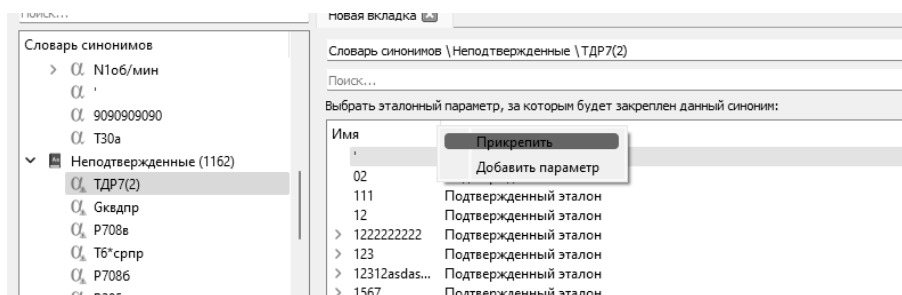 Поиск...
Словарь синонимов
N1об/мин
'
9090909090
Т30а
Неподтвержденные (1162)
ТДР7(2)
Gквдпр
Р708в
Т6*српр
Р708б
Новая вкладка
Словарь синонимов \ Неподтвержденные \ ТДР7(2)
Поиск...
Выбрать эталонный параметр, за которым будет закреплен данный синоним:
Имя
Прикрепить
'
Добавить параметр
02
111 Подтвержденный эталон
12 Подтвержденный эталон
1222222222 Подтвержденный эталон
123 Подтвержденный эталон
12312asdas... Подтвержденный эталон
1567 Подтвержденный эталон